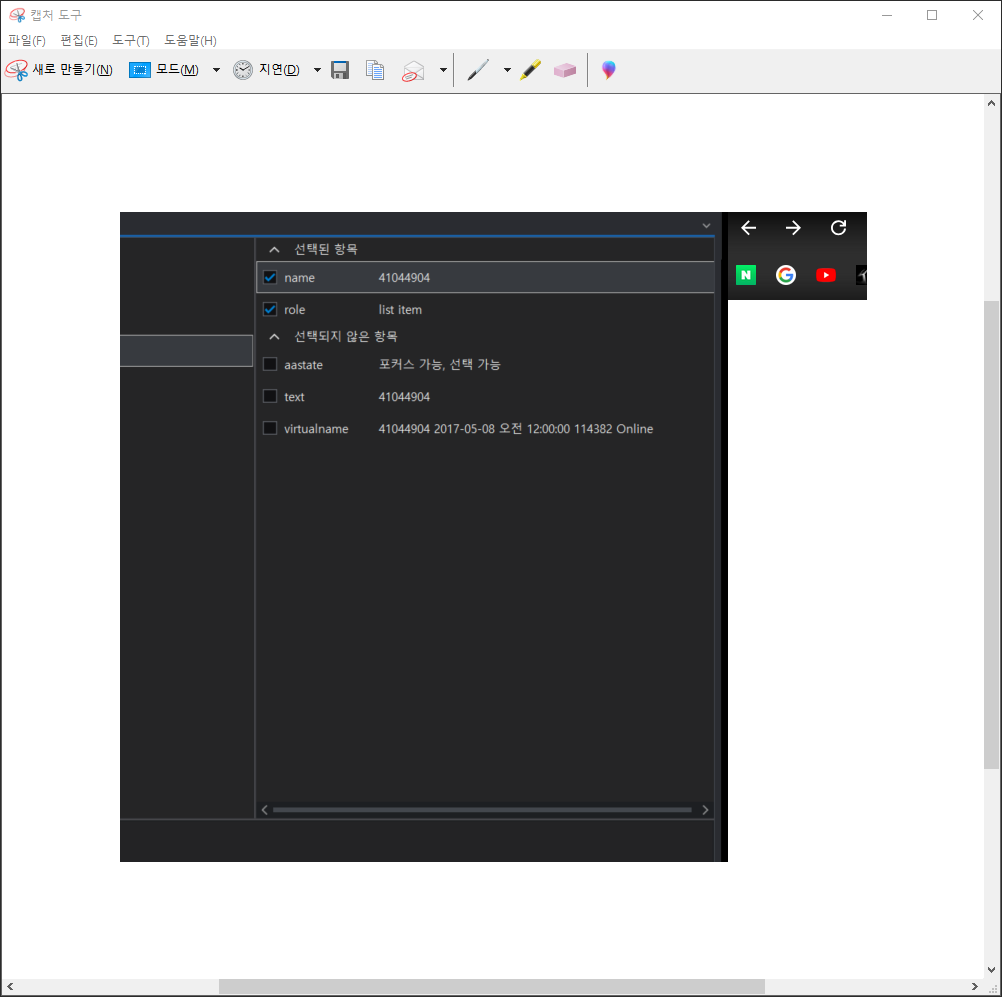 캡처 도구
파일(F) 편집(E) 도구(T) 도움말(H)
새로 만들기(N) 모드(M) 지연(D)
선택된 항목
name 41044904
role list item
선택되지 않은 항목
aastate 포커스 가능, 선택 가능
text 41044904
virtualname 41044904 2017-05-08 오전 12:00:00 114382 Online
N G